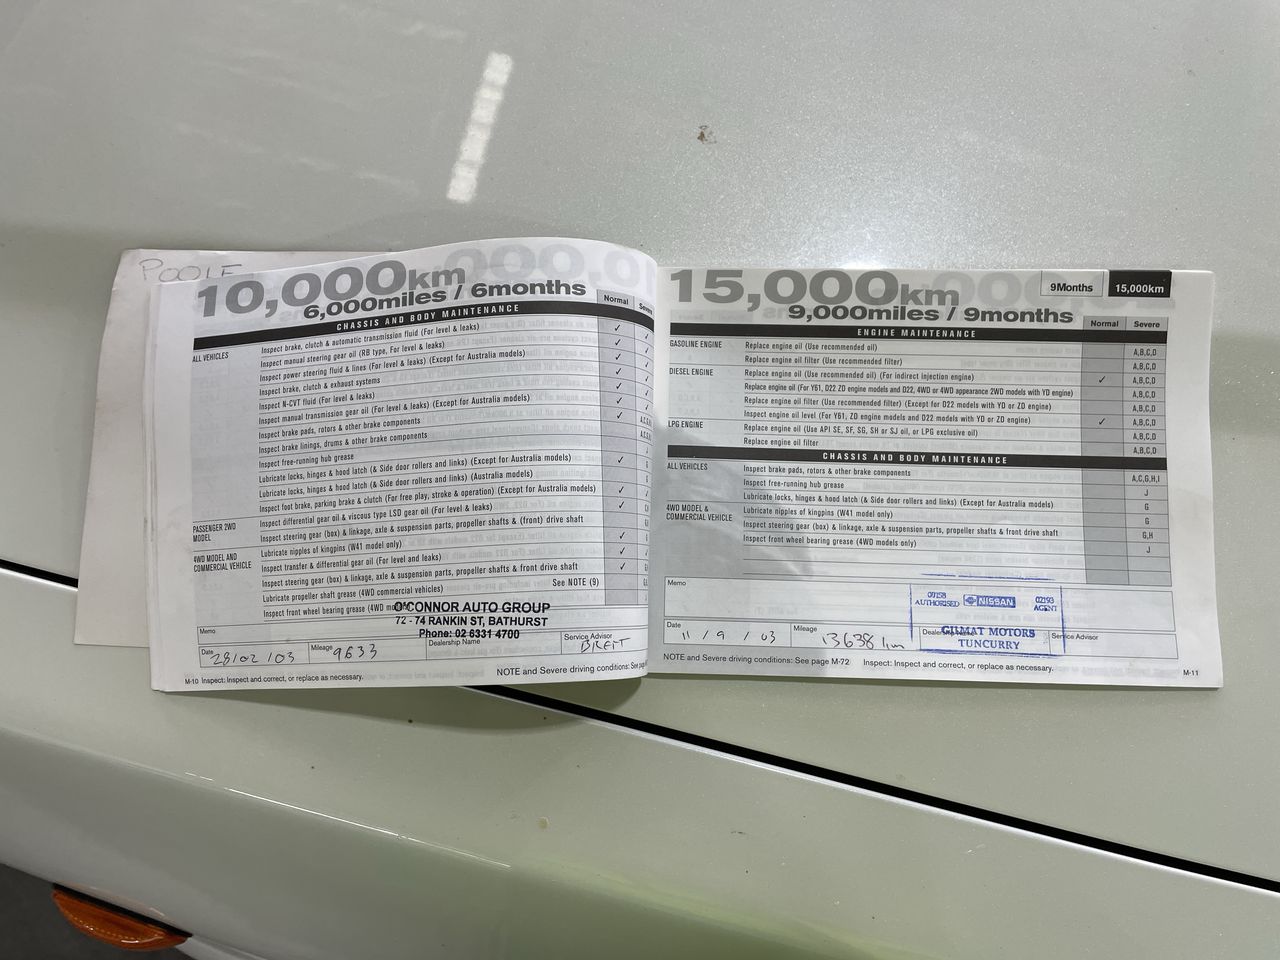 POOLE
10,000km
6,000miles / 6months
Normal Severe
CHASSIS AND BODY MAINTENANCE
ALL VEHICLES
Inspect brake, clutch & automatic transmission fluid (For level & leaks) ✓ ✓
Inspect manual steering gear oil (RB type, For level & leaks) ✓ ✓
Inspect power steering fluid & lines (For level & leaks) (Except for Australia models) ✓ ✓
Inspect brake, clutch & exhaust systems ✓ ✓
Inspect N-CVT fluid (For level & leaks) ✓ ✓
Inspect manual transmission gear oil (For level & leaks) (Except for Australia models) ✓ ✓
Inspect brake pads, rotors & other brake components
Inspect brake linings, drums & other brake components
Inspect free-running hub grease
Lubricate locks, hinges & hood latch (& Side door rollers and links) (Except for Australia models)
Lubricate locks, hinges & hood latch (& Side door rollers and links) (Australia models)
Inspect foot brake, parking brake & clutch (For free play, stroke & operation) (Except for Australia models)
PASSENGER 2WD MODEL
Inspect differential gear oil & viscous type LSD gear oil (For level & leaks)
Inspect steering gear (box) & linkage, axle & suspension parts, propeller shafts & (front) drive shaft
4WD MODEL AND COMMERCIAL VEHICLE
Lubricate nipples of kingpins (W41 model only)
Inspect transfer & differential gear oil (For level and leaks)
Inspect steering gear (box) & linkage, axle & suspension parts, propeller shafts & front drive shaft
Lubricate propeller shaft grease (4WD commercial vehicles) See NOTE (9)
Inspect front wheel bearing grease (4WD
O'CONNOR AUTO GROUP
72 - 74 RANKIN ST, BATHURST
Phone: 02 6331 4700
Memo
Date 28/02/03 Mileage 9633 Dealership Name Service Advisor BRETT
M-10 Inspect: Inspect and correct, or replace as necessary. NOTE and Severe driving conditions: See
15,000km
9,000miles / 9months
9Months 15,000km
Normal Severe
ENGINE MAINTENANCE
GASOLINE ENGINE
Replace engine oil (Use recommended oil) A,B,C,D
Replace engine oil filter (Use recommended filter) A,B,C,D
DIESEL ENGINE
Replace engine oil (Use recommended oil) (For indirect injection engine) ✓ A,B,C,D
Replace engine oil (For Y61, D22 ZD engine models and D22, 4WD or 4WD appearance 2WD models with YD engine) A,B,C,D
Replace engine oil filter (Use recommended filter) (Except for D22 models with YD or ZD engine) A,B,C,D
Inspect engine oil level (For Y61, ZD engine models and D22 models with YD or ZD engine) ✓ A,B,C,D
LPG ENGINE
Replace engine oil (Use API SE, SF, SG, SH or SJ oil, or LPG exclusive oil) A,B,C,D
Replace engine oil filter A,B,C,D
CHASSIS AND BODY MAINTENANCE
ALL VEHICLES
Inspect brake pads, rotors & other brake components A,C,G,H,I
Inspect free-running hub grease J
Lubricate locks, hinges & hood latch (& Side door rollers and links) (Except for Australia models) G
4WD MODEL & COMMERCIAL VEHICLE
Lubricate nipples of kingpins (W41 model only) G
Inspect steering gear (box) & linkage, axle & suspension parts, propeller shafts & front drive shaft G,H
Inspect front wheel bearing grease (4WD models only) J
Memo
AUTHORISED NISSAN AGENT
02193
GILMAT MOTORS
TUNCURRY
Date 11/9/03 Mileage 13638 km Dealership Name Service Advisor
NOTE and Severe driving conditions: See page M-72 Inspect: Inspect and correct, or replace as necessary.
M-11